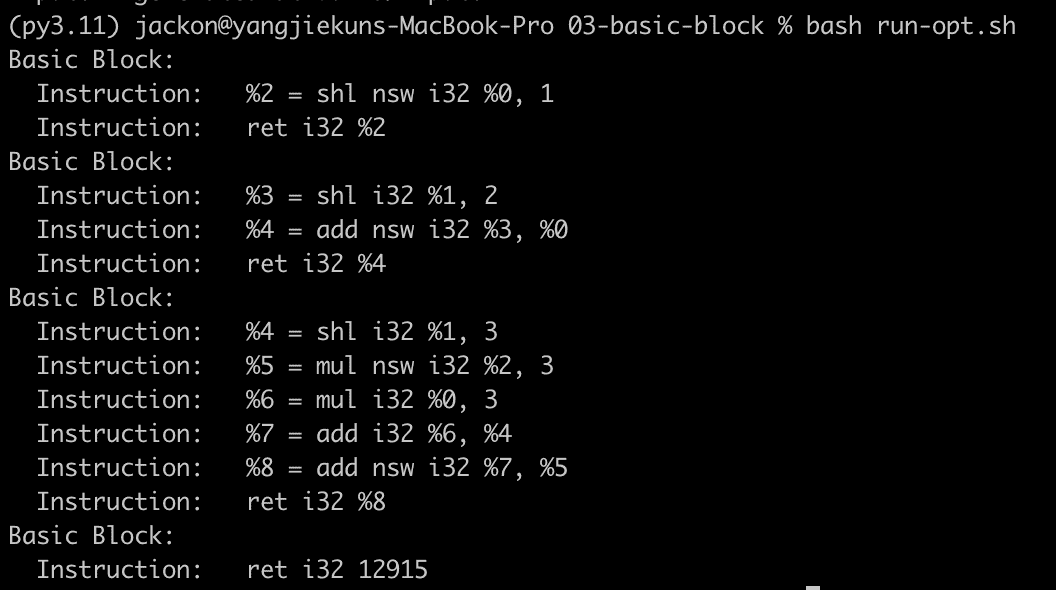 (py3.11) jackon@yangjiekuns-MacBook-Pro 03-basic-block % bash run-opt.sh
Basic Block:
  Instruction:   %2 = shl nsw i32 %0, 1
  Instruction:   ret i32 %2
Basic Block:
  Instruction:   %3 = shl i32 %1, 2
  Instruction:   %4 = add nsw i32 %3, %0
  Instruction:   ret i32 %4
Basic Block:
  Instruction:   %4 = shl i32 %1, 3
  Instruction:   %5 = mul nsw i32 %2, 3
  Instruction:   %6 = mul i32 %0, 3
  Instruction:   %7 = add i32 %6, %4
  Instruction:   %8 = add nsw i32 %7, %5
  Instruction:   ret i32 %8
Basic Block:
  Instruction:   ret i32 12915